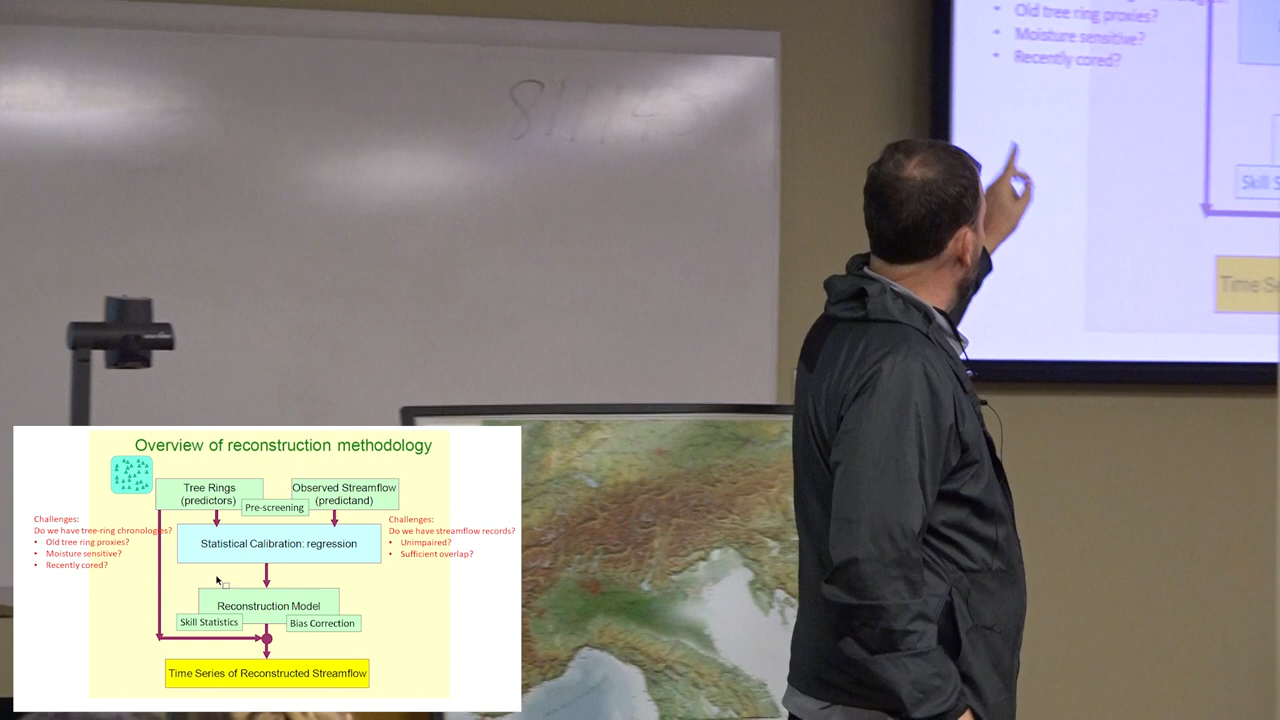 Old tree ring proxies?
Moisture sensitive?
Recently cored?
Skill S
Time Se
Overview of reconstruction methodology
Tree Rings
(predictors)
Observed Streamflow
(predictand)
Pre-screening
Challenges:
Do we have tree-ring chronologies?
• Old tree ring proxies?
• Moisture sensitive?
• Recently cored?
Challenges:
Do we have streamflow records?
• Unimpaired?
• Sufficient overlap?
Statistical Calibration: regression
Reconstruction Model
Skill Statistics
Bias Correction
Time Series of Reconstructed Streamflow